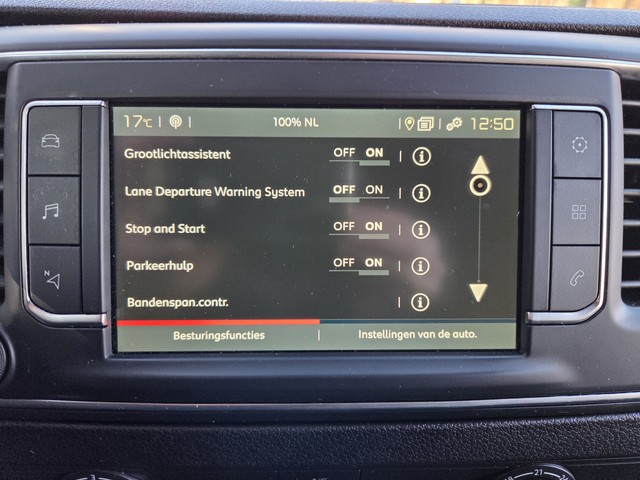 17°C 100% NL 12:50
Grootlichtassistent OFF ON
Lane Departure Warning System OFF ON
Stop and Start OFF ON
Parkeerhulp OFF ON
Bandenspan.contr.
Besturingsfuncties Instellingen van de auto.
N
21